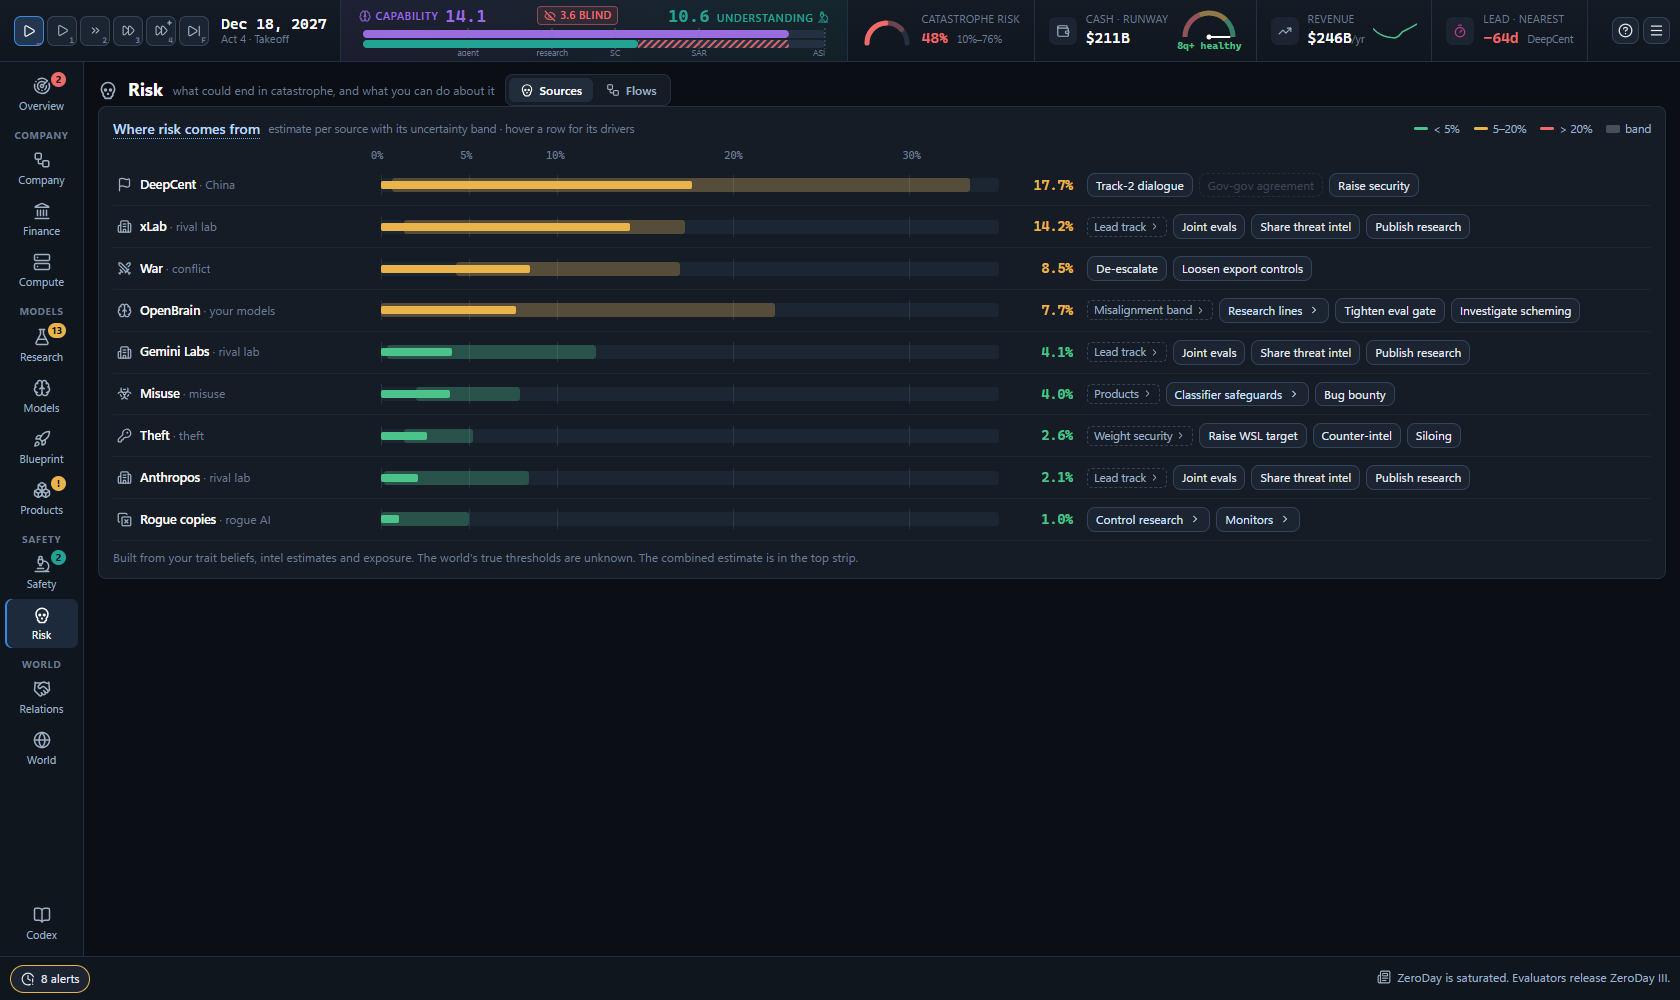 1
2
3
4
F
Dec 18, 2027
Act 4 · Takeoff
CAPABILITY 14.1
3.6 BLIND
10.6 UNDERSTANDING
agent
research
SC
SAR
ASI
CATASTROPHE RISK
48% 10%–76%
CASH · RUNWAY
$211B
8q+ healthy
REVENUE
$246B/yr
LEAD · NEAREST
−64d DeepCent
2
Overview
COMPANY
Company
Finance
Compute
MODELS
13
Research
Models
Blueprint
!
Products
SAFETY
2
Safety
Risk
WORLD
Relations
World
Codex
Risk what could end in catastrophe, and what you can do about it
Sources
Flows
Where risk comes from estimate per source with its uncertainty band · hover a row for its drivers
< 5%
5–20%
> 20%
band
0% 5% 10% 20% 30%
DeepCent · China 17.7% Track-2 dialogue Gov-gov agreement Raise security
xLab · rival lab 14.2% Lead track > Joint evals Share threat intel Publish research
War · conflict 8.5% De-escalate Loosen export controls
OpenBrain · your models 7.7% Misalignment band > Research lines > Tighten eval gate Investigate scheming
Gemini Labs · rival lab 4.1% Lead track > Joint evals Share threat intel Publish research
Misuse · misuse 4.0% Products > Classifier safeguards > Bug bounty
Theft · theft 2.6% Weight security > Raise WSL target Counter-intel Siloing
Anthropos · rival lab 2.1% Lead track > Joint evals Share threat intel Publish research
Rogue copies · rogue AI 1.0% Control research > Monitors >
Built from your trait beliefs, intel estimates and exposure. The world's true thresholds are unknown. The combined estimate is in the top strip.
8 alerts
ZeroDay is saturated. Evaluators release ZeroDay III.